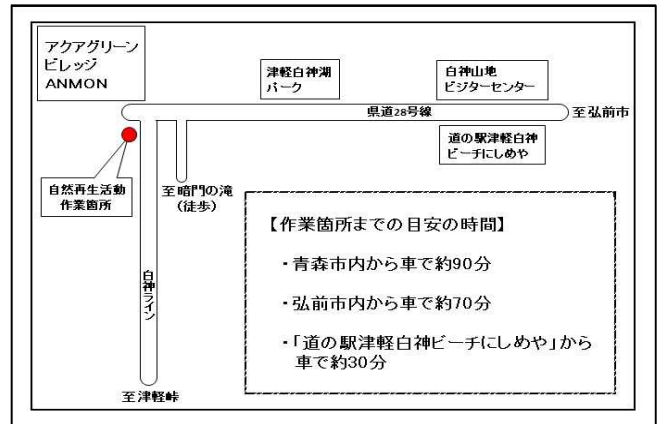 アクアグリーン
ビレッジ
ANMON
津軽白神湖
パーク
白神山地
ビジターセンター
県道28号線
至弘前市
道の駅津軽白神
ビーチにしめや
自然再生活動
作業箇所
至暗門の滝
(徒歩)
白神ライン
至津軽峠
【作業箇所までの目安の時間】
・青森市内から車で約90分
・弘前市内から車で約70分
・「道の駅津軽白神ビーチにしめや」から
車で約30分